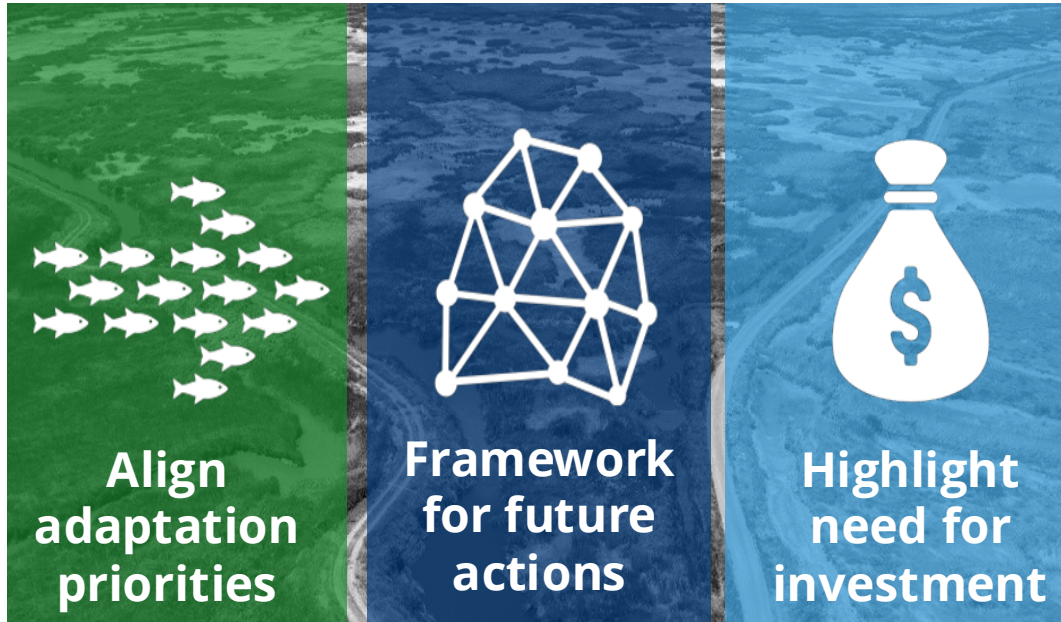 Align
adaptation
priorities
Framework
for future
actions
$
Highlight
need for
investment